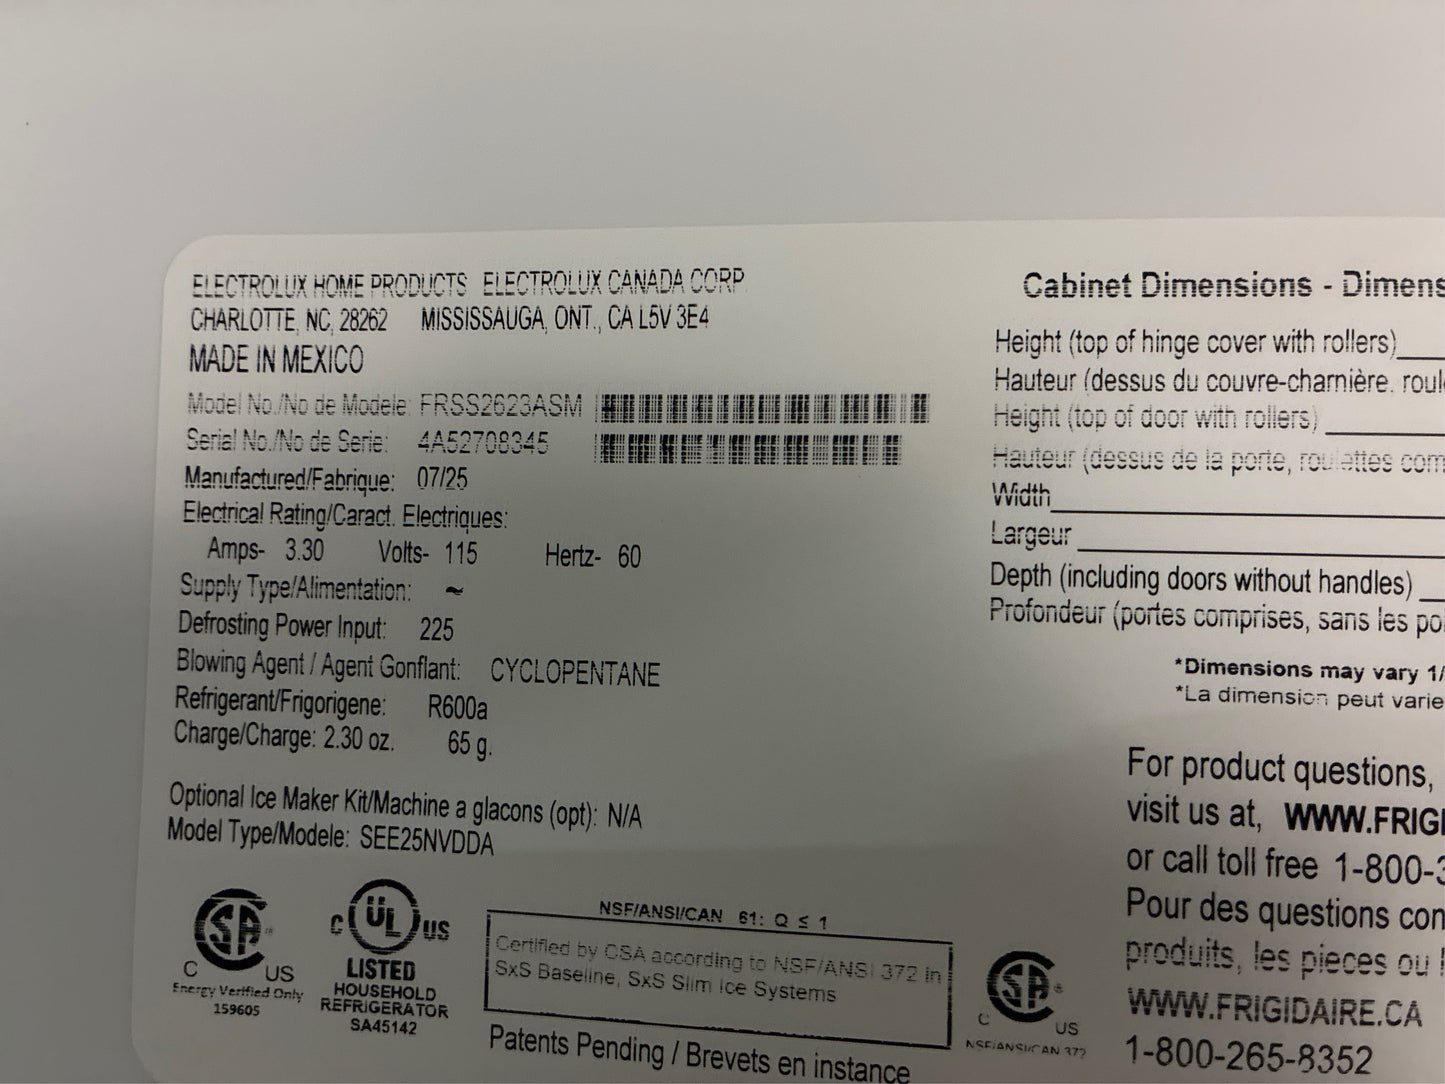 ELECTROLUX HOME PRODUCTS ELECTROLUX CANADA CORP.
CHARLOTTE, NC, 28262 MISSISSAUGA, ONT., CA L5V 3E4
MADE IN MEXICO
Model No./No de Modele: FRSS2623ASM
Serial No./No de Serie: 4A52708345
Manufactured/Fabrique: 07/25
Electrical Rating/Caract. Electriques:
Amps- 3.30 Volts- 115 Hertz- 60
Supply Type/Alimentation: ~
Defrosting Power Input: 225
Blowing Agent / Agent Gonflant: CYCLOPENTANE
Refrigerant/Frigorigene: R600a
Charge/Charge: 2.30 oz. 65 g.
Optional Ice Maker Kit/Machine a glacons (opt): N/A
Model Type/Modele: SEE25NVDDA
SA ®
C US
Energy Verified Only
159605
C UL US
LISTED
HOUSEHOLD
REFRIGERATOR
SA45142
NSF/ANSI/CAN 61: Q ≤ 1
Certified by CSA according to NSF/ANSI 372 in
SxS Baseline, SxS Slim Ice Systems
Patents Pending / Brevets en instance
SA ®
C US
NSF/ANSI/CAN 372
Cabinet Dimensions - Dimens
Height (top of hinge cover with rollers)
Hauteur (dessus du couvre-charnière. roul
Height (top of door with rollers)
Hauteur (dessus de la porte, roulettes com
Width
Largeur
Depth (including doors without handles)
Profondeur (portes comprises, sans les po
*Dimensions may vary 1/
*La dimension peut varie
For product questions,
visit us at, WWW.FRIGI
or call toll free 1-800-3
Pour des questions con
produits, les pieces ou l
WWW.FRIGIDAIRE.CA
1-800-265-8352